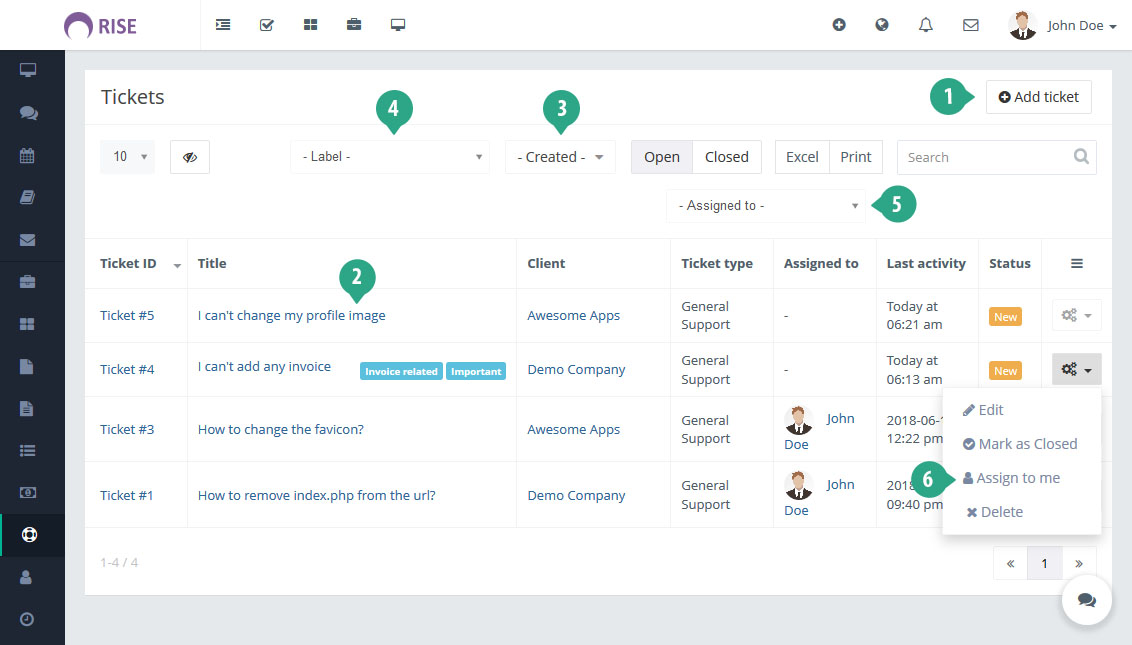 RISE
John Doe
Tickets
1
Add ticket
4
3
10
- Label -
- Created -
Open
Closed
Excel
Print
Search
- Assigned to -
5
Ticket ID
Title
Client
Ticket type
Assigned to
Last activity
Status
2
Ticket #5
I can't change my profile image
Awesome Apps
General
Support
-
Today at
06:21 am
New
Ticket #4
I can't add any invoice
Invoice related
Important
Demo Company
General
Support
-
Today at
06:13 am
New
Ticket #3
How to change the favicon?
Awesome Apps
General
Support
John
Doe
2018-06-
12:22 pm
Ticket #1
How to remove index.php from the url?
Demo Company
General
Support
John
Doe
09:40 pm
Edit
Mark as Closed
6
Assign to me
Delete
1-4 / 4
«
1
»